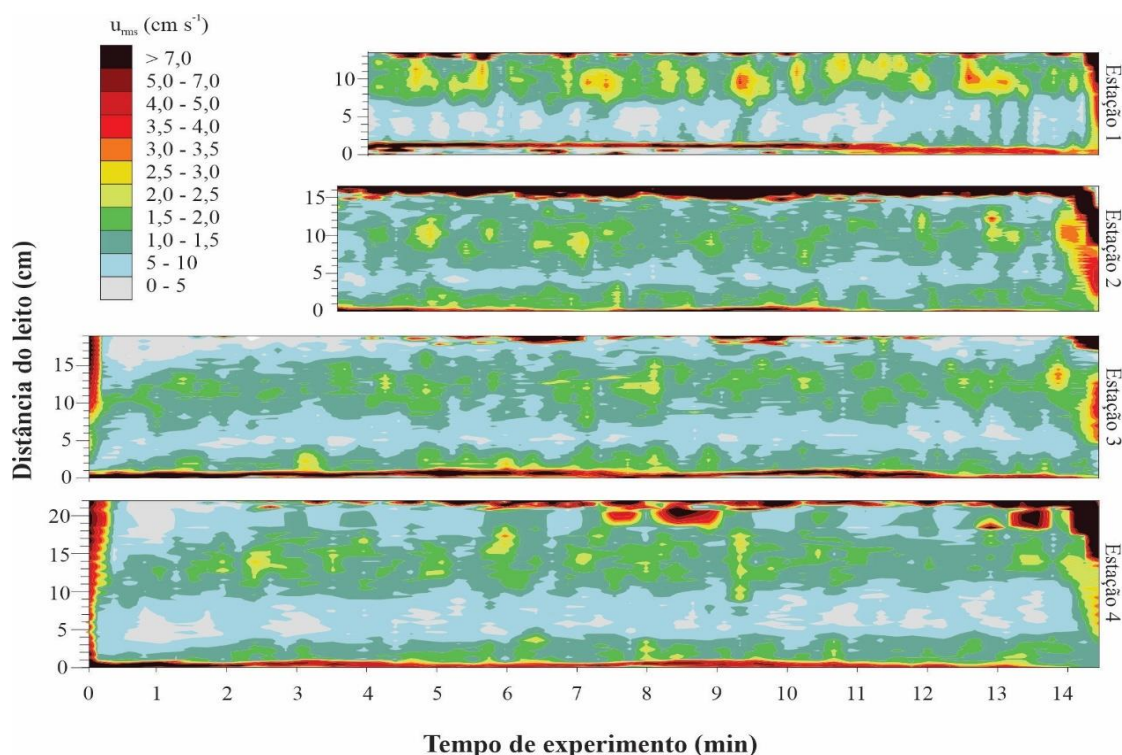 u_rms (cm s⁻¹)
> 7,0
5,0 - 7,0
4,0 - 5,0
3,5 - 4,0
3,0 - 3,5
2,5 - 3,0
2,0 - 2,5
1,5 - 2,0
1,0 - 1,5
5 - 10
0 - 5
Distância do leito (cm)
10
5
0
Estação 1
15
10
5
0
Estação 2
15
10
5
0
Estação 3
20
15
10
5
0
Estação 4
0 1 2 3 4 5 6 7 8 9 10 11 12 13 14
Tempo de experimento (min)